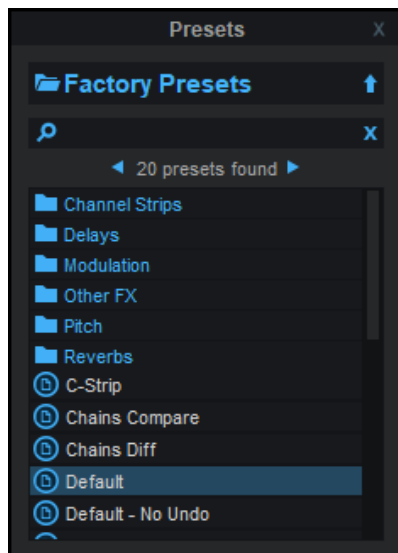 Presets X
Factory Presets
X
20 presets found
Channel Strips
Delays
Modulation
Other FX
Pitch
Reverbs
C-Strip
Chains Compare
Chains Diff
Default
Default - No Undo